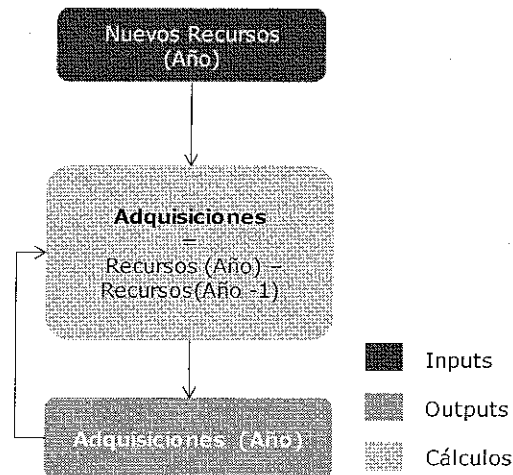 Nuevos Recursos
(Año)
Adquisiciones
=
Recursos (Año) –
Recursos(Año -1)
Adquisiciones (Año)
Inputs
Outputs
Cálculos